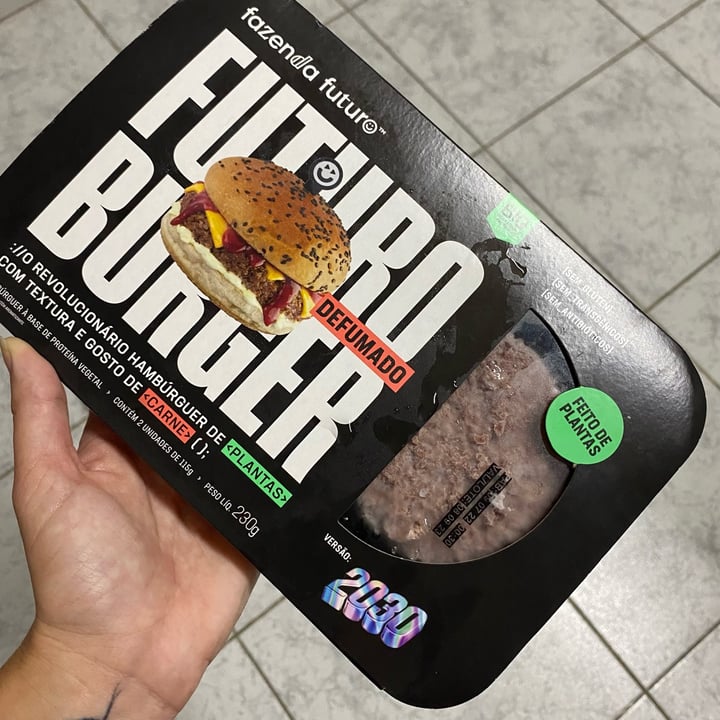 fazenda futuro™
FUTURO
BURGER
DEFUMADO
://O REVOLUCIONÁRIO HAMBÚRGUER DE <PLANTAS>
COM TEXTURA E GOSTO DE <CARNE> ( ):
HAMBÚRGUER À BASE DE PROTEÍNA VEGETAL › CONTÉM 2 UNIDADES DE 115g › PESO LÍQ. 230g
[SEM GLÚTEN]
[SEM TRANSGÊNICOS]
[SEM ANTIBIÓTICOS]
FEITO DE
PLANTAS
VERSÃO:
2030